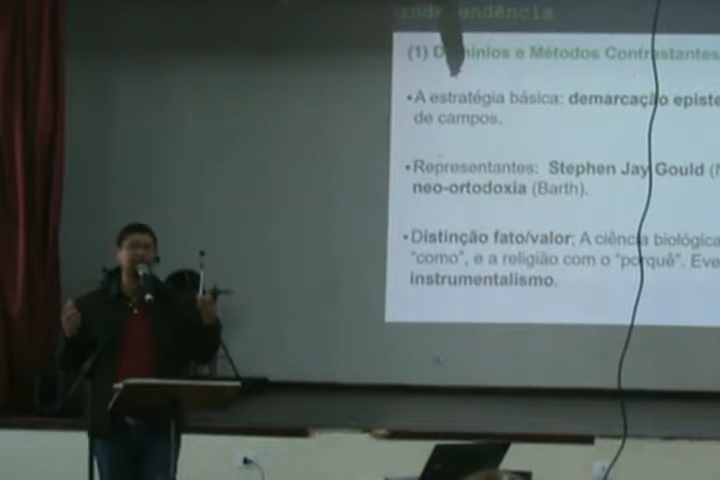 independência
(1) Domínios e Métodos Contrastantes
•A estratégia básica: demarcação episte
de campos.
•Representantes: Stephen Jay Gould (
neo-ortodoxia (Barth).
•Distinção fato/valor: A ciência biológica
"como", e a religião com o "porquê". Eve
instrumentalismo.